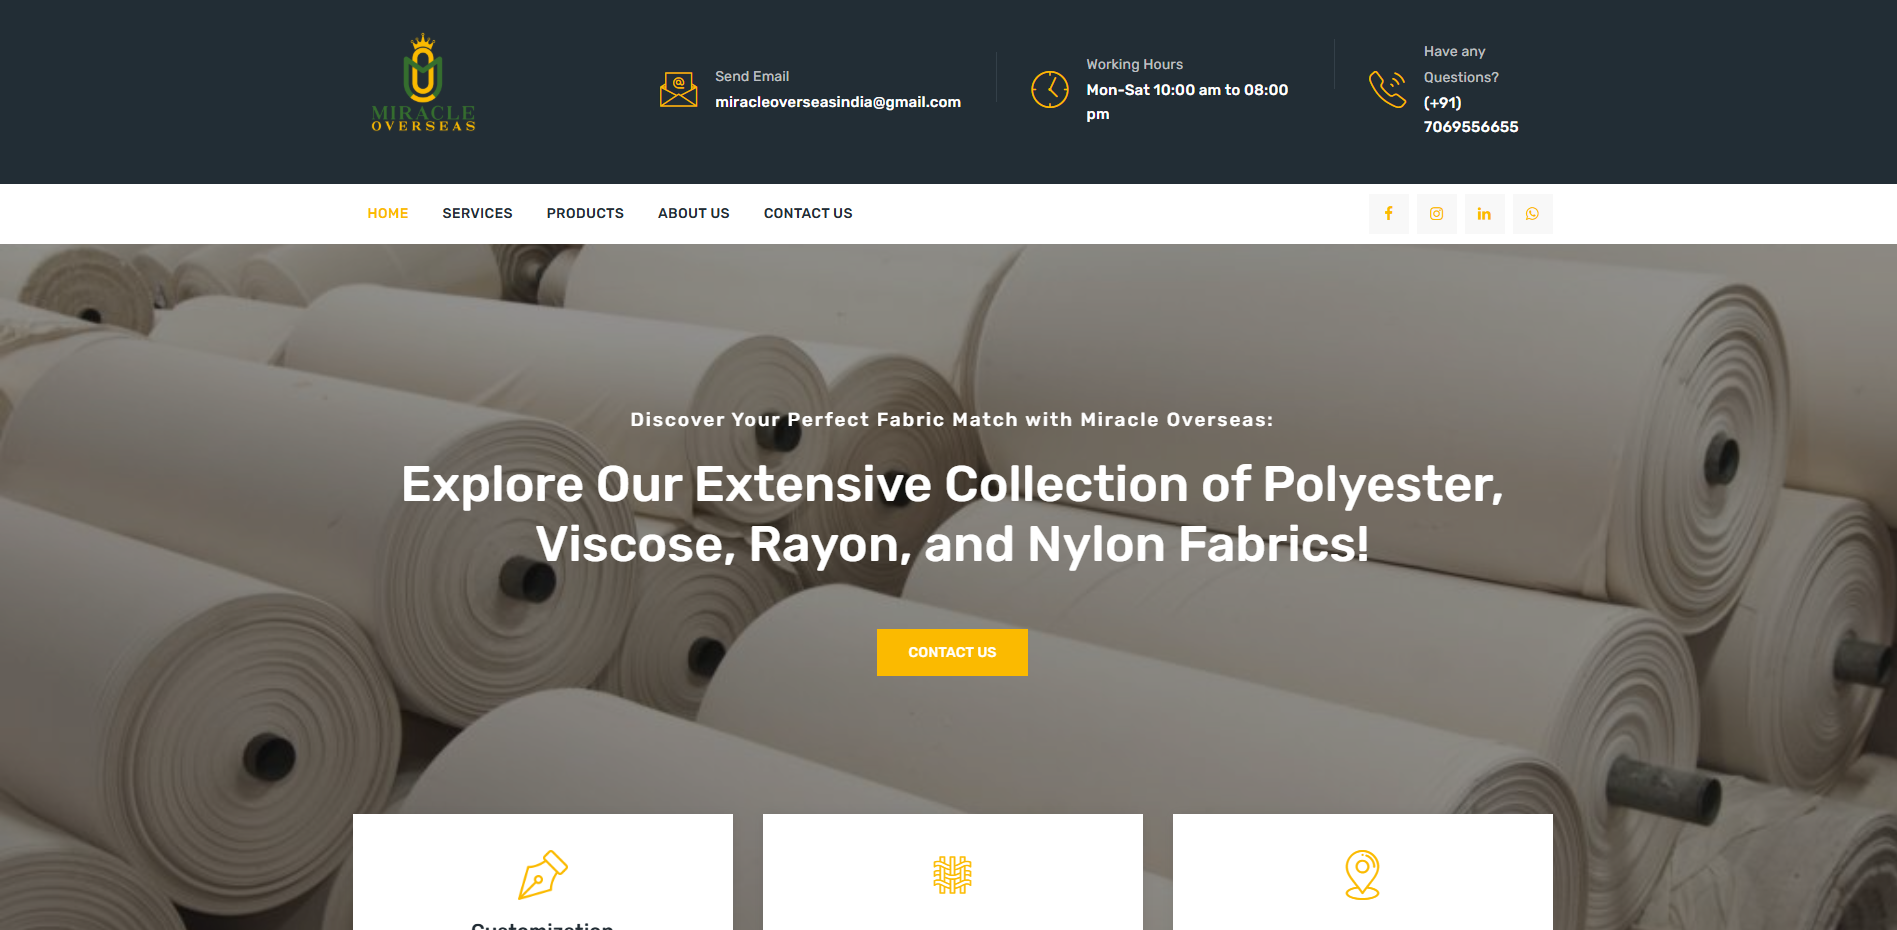 MIRACLE
OVERSEAS
Send Email
miracleoverseasindia@gmail.com
Working Hours
Mon-Sat 10:00 am to 08:00
pm
Have any
Questions?
(+91)
7069556655
HOME
SERVICES
PRODUCTS
ABOUT US
CONTACT US
Discover Your Perfect Fabric Match with Miracle Overseas:
Explore Our Extensive Collection of Polyester,
Viscose, Rayon, and Nylon Fabrics!
CONTACT US
Customization